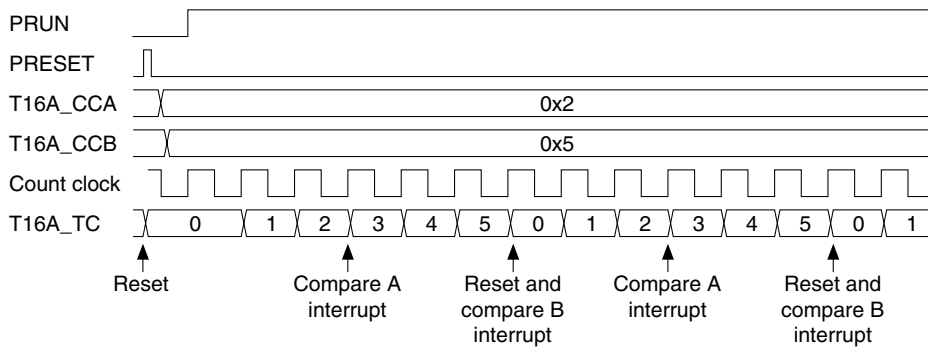 PRUN
PRESET
T16A_CCA 0x2
T16A_CCB 0x5
Count clock
T16A_TC 0 1 2 3 4 5 0 1 2 3 4 5 0 1
Reset
Compare A
interrupt
Reset and
compare B
interrupt
Compare A
interrupt
Reset and
compare B
interrupt